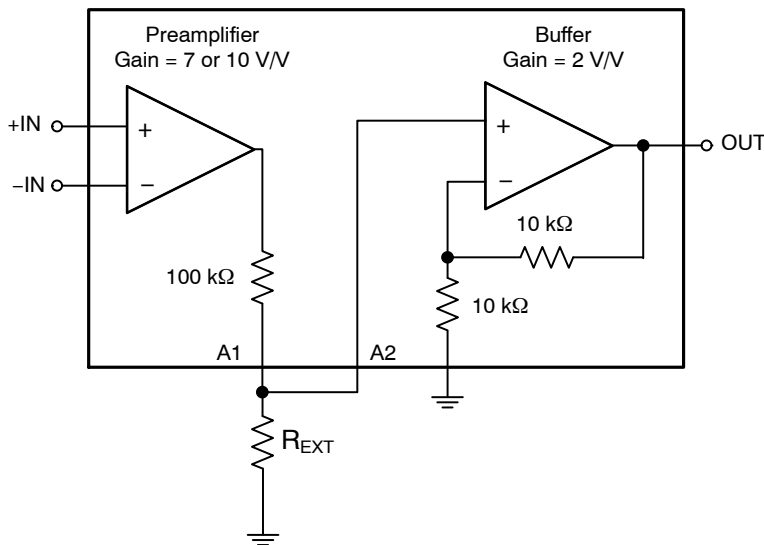 Preamplifier
Gain = 7 or 10 V/V
Buffer
Gain = 2 V/V
+IN
+
−IN
−
+
−
OUT
10 kΩ
100 kΩ
10 kΩ
A1
A2
REXT